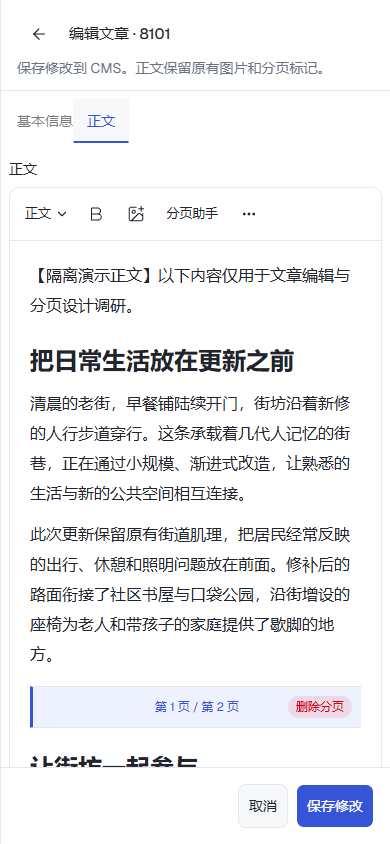 编辑文章 · 8101
保存修改到 CMS。正文保留原有图片和分页标记。
基本信息 正文
正文
正文 B 分页助手 ···
【隔离演示正文】以下内容仅用于文章编辑与
分页设计调研。
把日常生活放在更新之前
清晨的老街，早餐铺陆续开门，街坊沿着新修
的人行步道穿行。这条承载着几代人记忆的街
巷，正在通过小规模、渐进式改造，让熟悉的
生活与新的公共空间相互连接。
此次更新保留原有街道肌理，把居民经常反映
的出行、休憩和照明问题放在前面。修补后的
路面衔接了社区书屋与口袋公园，沿街增设的
座椅为老人和带孩子的家庭提供了歇脚的地
方。
第 1 页 / 第 2 页 删除分页
让街坊一起参与
取消 保存修改